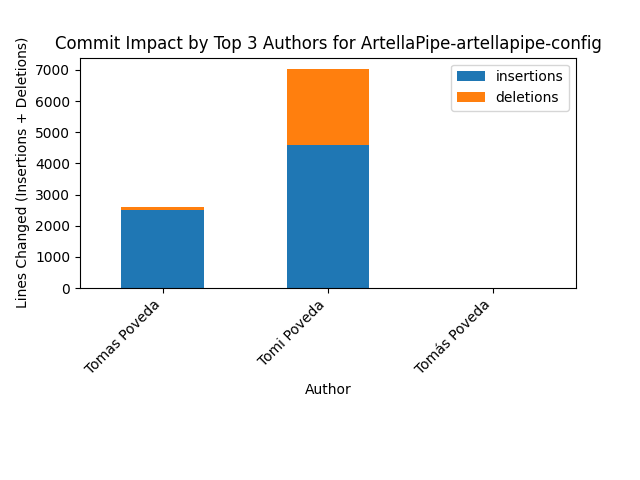 Commit Impact by Top 3 Authors for ArtellaPipe-artellapipe-config
Lines Changed (Insertions + Deletions)
7000
6000
5000
4000
3000
2000
1000
0
insertions
deletions
Tomas Poveda
Tomi Poveda
Tomás Poveda
Author